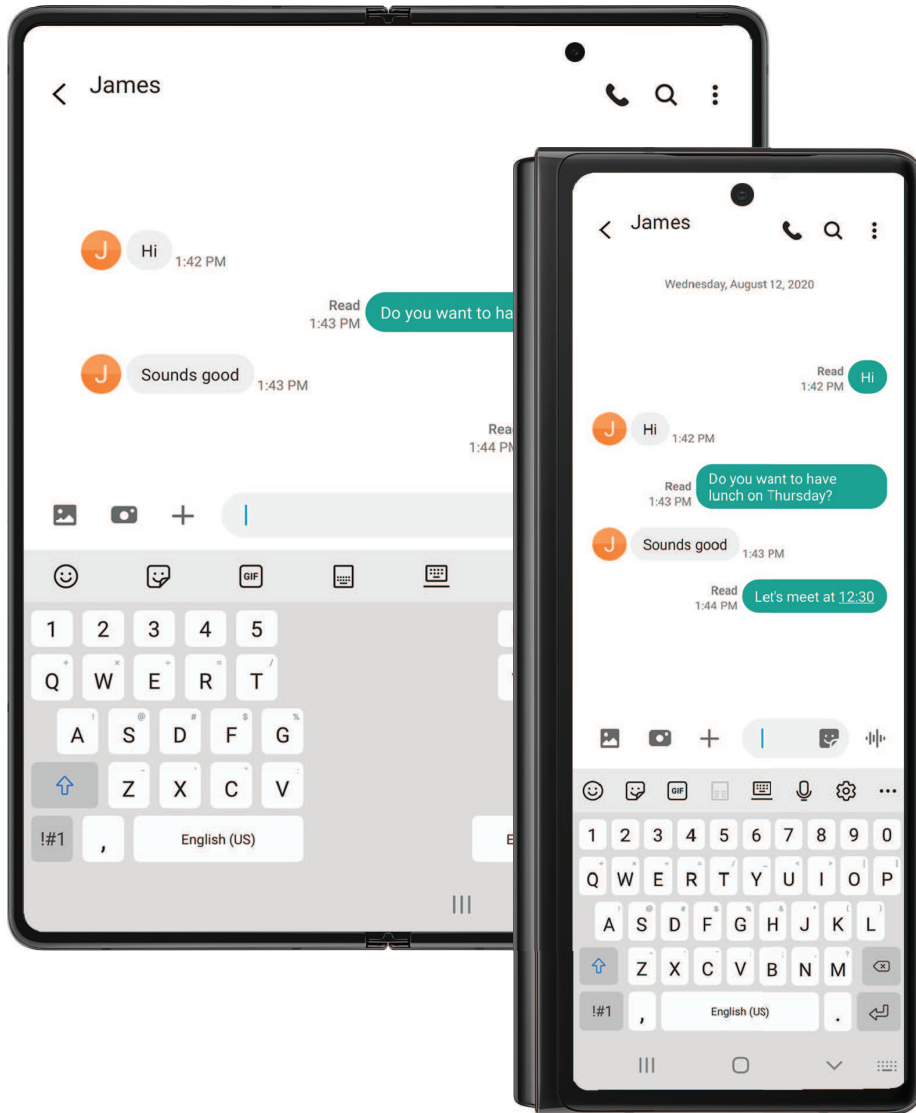 James
J
Hi
1:42 PM
Read
1:43 PM
Do you want to ha
J
Sounds good
1:43 PM
Rea
1:44 PM
GIF
1 2 3 4 5
Q + W × E ÷ R = T /
A ! S @ D # F $ G %
Z - X ' C " V :
!#1 , English (US)
E
James
Wednesday, August 12, 2020
Read
1:42 PM
Hi
J
Hi
1:42 PM
Read
1:43 PM
Do you want to have
lunch on Thursday?
J
Sounds good
1:43 PM
Read
1:44 PM
Let's meet at 12:30
GIF
1 2 3 4 5 6 7 8 9 0
Q + W × E ÷ R = T / Y _ U < I > O [ P ]
A ! S @ D # F $ G % H & J * K ( L )
Z - X ' C " V : B ; N , M ?
!#1 , English (US) .